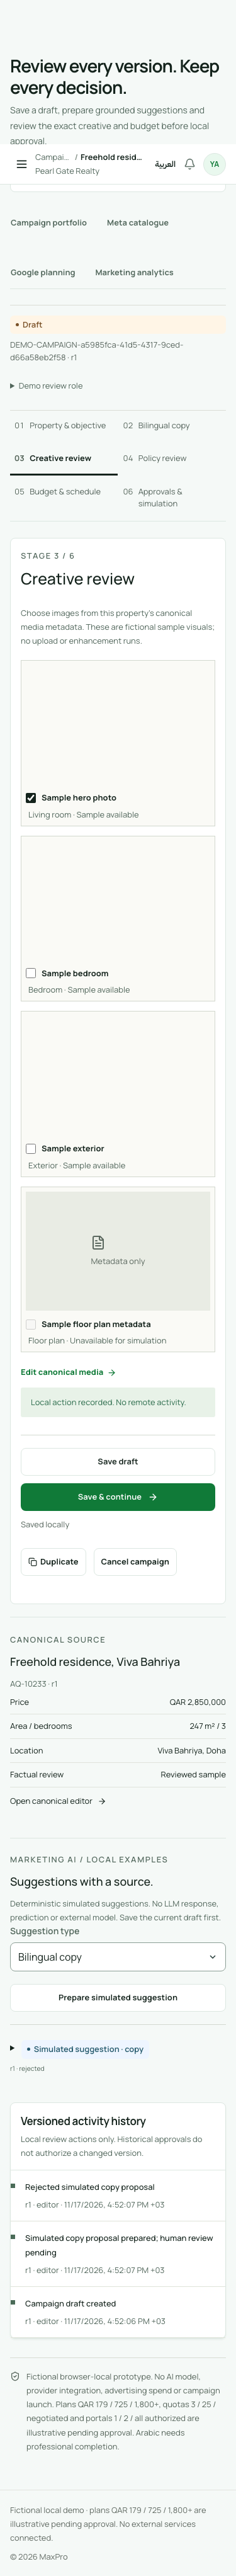 Review every version. Keep
every decision.
Save a draft, prepare grounded suggestions and
review the exact creative and budget before local
approval.
Campai… / Freehold resid…
Pearl Gate Realty
العربية
YA
Campaign portfolio
Meta catalogue
Google planning
Marketing analytics
Draft
DEMO-CAMPAIGN-a5985fca-41d5-4317-9ced-
d66a58eb2f58 · r1
Demo review role
01 Property & objective
02 Bilingual copy
03 Creative review
04 Policy review
05 Budget & schedule
06 Approvals &
simulation
STAGE 3 / 6
Creative review
Choose images from this property's canonical
media metadata. These are fictional sample visuals;
no upload or enhancement runs.
Sample hero photo
Living room · Sample available
Sample bedroom
Bedroom · Sample available
Sample exterior
Exterior · Sample available
Metadata only
Sample floor plan metadata
Floor plan · Unavailable for simulation
Edit canonical media →
Local action recorded. No remote activity.
Save draft
Save & continue →
Saved locally
Duplicate
Cancel campaign
CANONICAL SOURCE
Freehold residence, Viva Bahriya
AQ-10233 · r1
Price QAR 2,850,000
Area / bedrooms 247 m² / 3
Location Viva Bahriya, Doha
Factual review Reviewed sample
Open canonical editor →
MARKETING AI / LOCAL EXAMPLES
Suggestions with a source.
Deterministic simulated suggestions. No LLM response,
prediction or external model. Save the current draft first.
Suggestion type
Bilingual copy
Prepare simulated suggestion
Simulated suggestion · copy
r1 · rejected
Versioned activity history
Local review actions only. Historical approvals do
not authorize a changed version.
Rejected simulated copy proposal
r1 · editor · 11/17/2026, 4:52:07 PM +03
Simulated copy proposal prepared; human review
pending
r1 · editor · 11/17/2026, 4:52:07 PM +03
Campaign draft created
r1 · editor · 11/17/2026, 4:52:06 PM +03
Fictional browser-local prototype. No AI model,
provider integration, advertising spend or campaign
launch. Plans QAR 179 / 725 / 1,800+, quotas 3 / 25 /
negotiated and portals 1 / 2 / all authorized are
illustrative pending approval. Arabic needs
professional completion.
Fictional local demo · plans QAR 179 / 725 / 1,800+ are
illustrative pending approval. No external services
connected.
© 2026 MaxPro